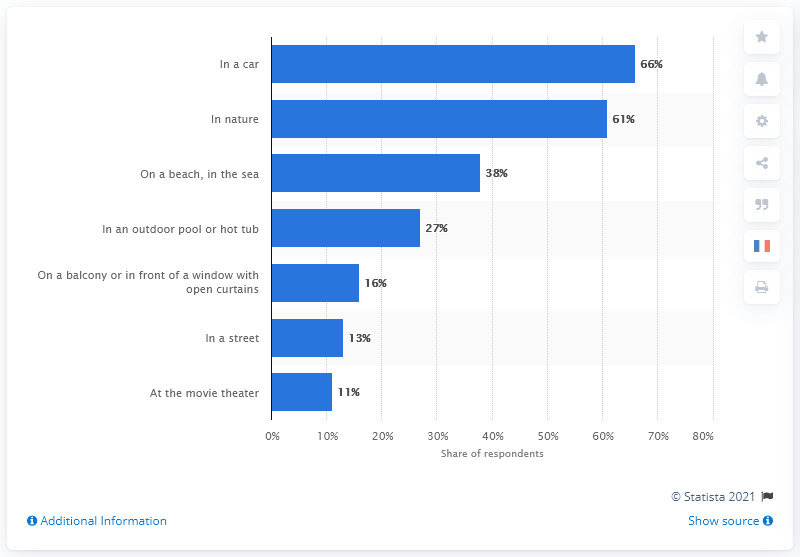 In a car
66%
In nature
61%
On a beach, in the sea
38%
In an outdoor pool or hot tub
27%
On a balcony or in front of a window with
open curtains
16%
In a street
13%
At the movie theater
11%
0% 10% 20% 30% 40% 50% 60% 70% 80%
Share of respondents
© Statista 2021
Additional Information
Show source